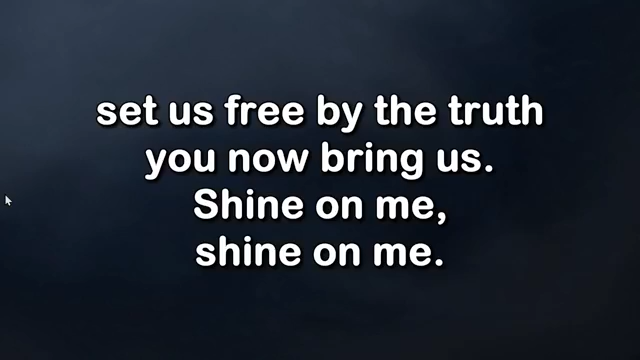 set us free by the truth
you now bring us.
Shine on me,
shine on me.